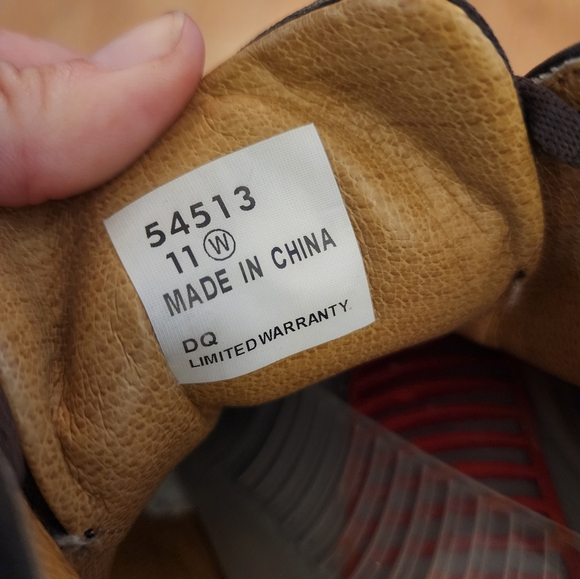 54513
11 Ⓦ
MADE IN CHINA
DQ
LIMITED WARRANTY